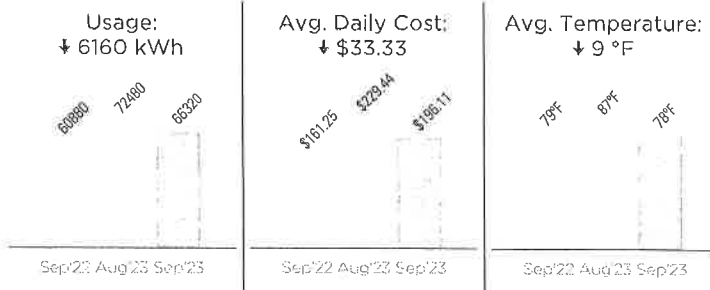 Usage:
↓ 6160 kWh
60880
72480
66320
Sep'22 Aug'23 Sep'23
Avg. Daily Cost:
↓ $33.33
$161.25
$229.44
$196.11
Sep'22 Aug'23 Sep'23
Avg. Temperature:
↓ 9 °F
79°F
87°F
78°F
Sep'22 Aug'23 Sep'23